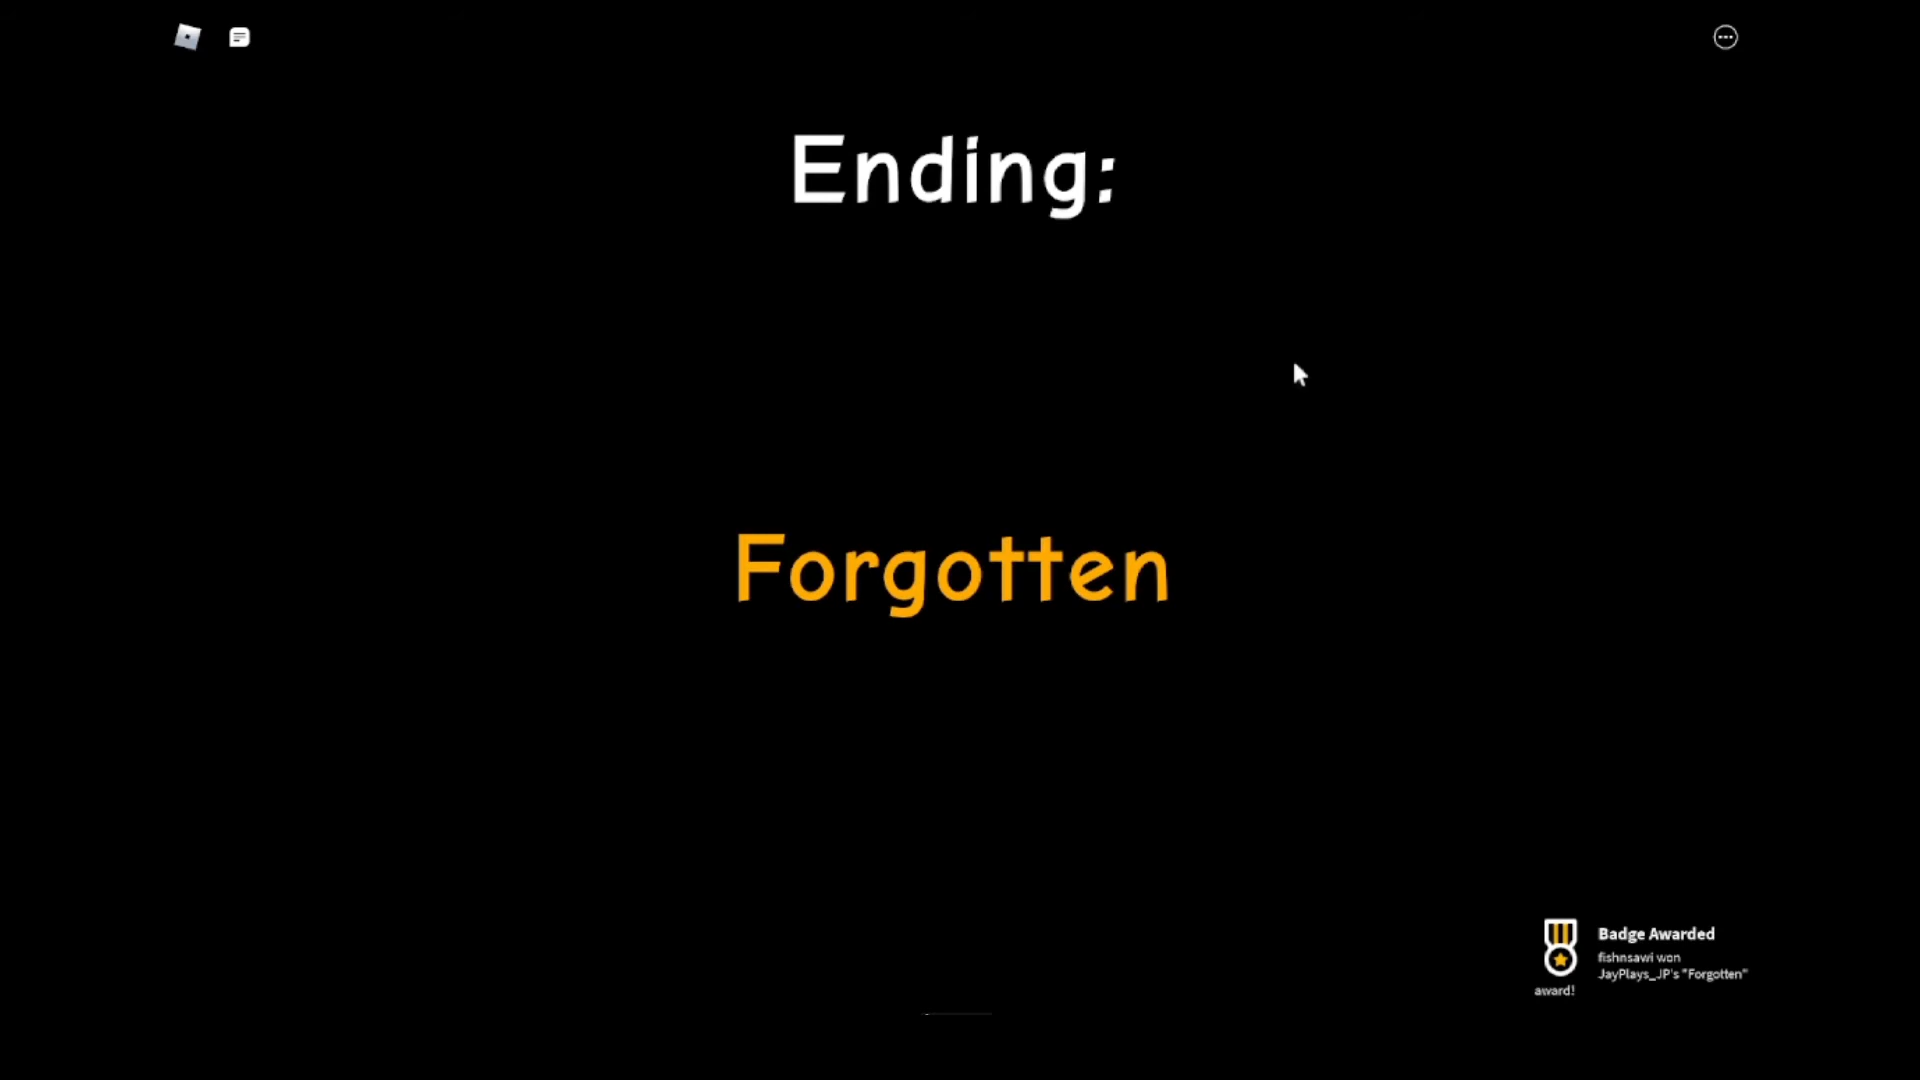 Ending:
Forgotten
Badge Awarded
fishnsawi won
JayPlays_JP's "Forgotten"
award!